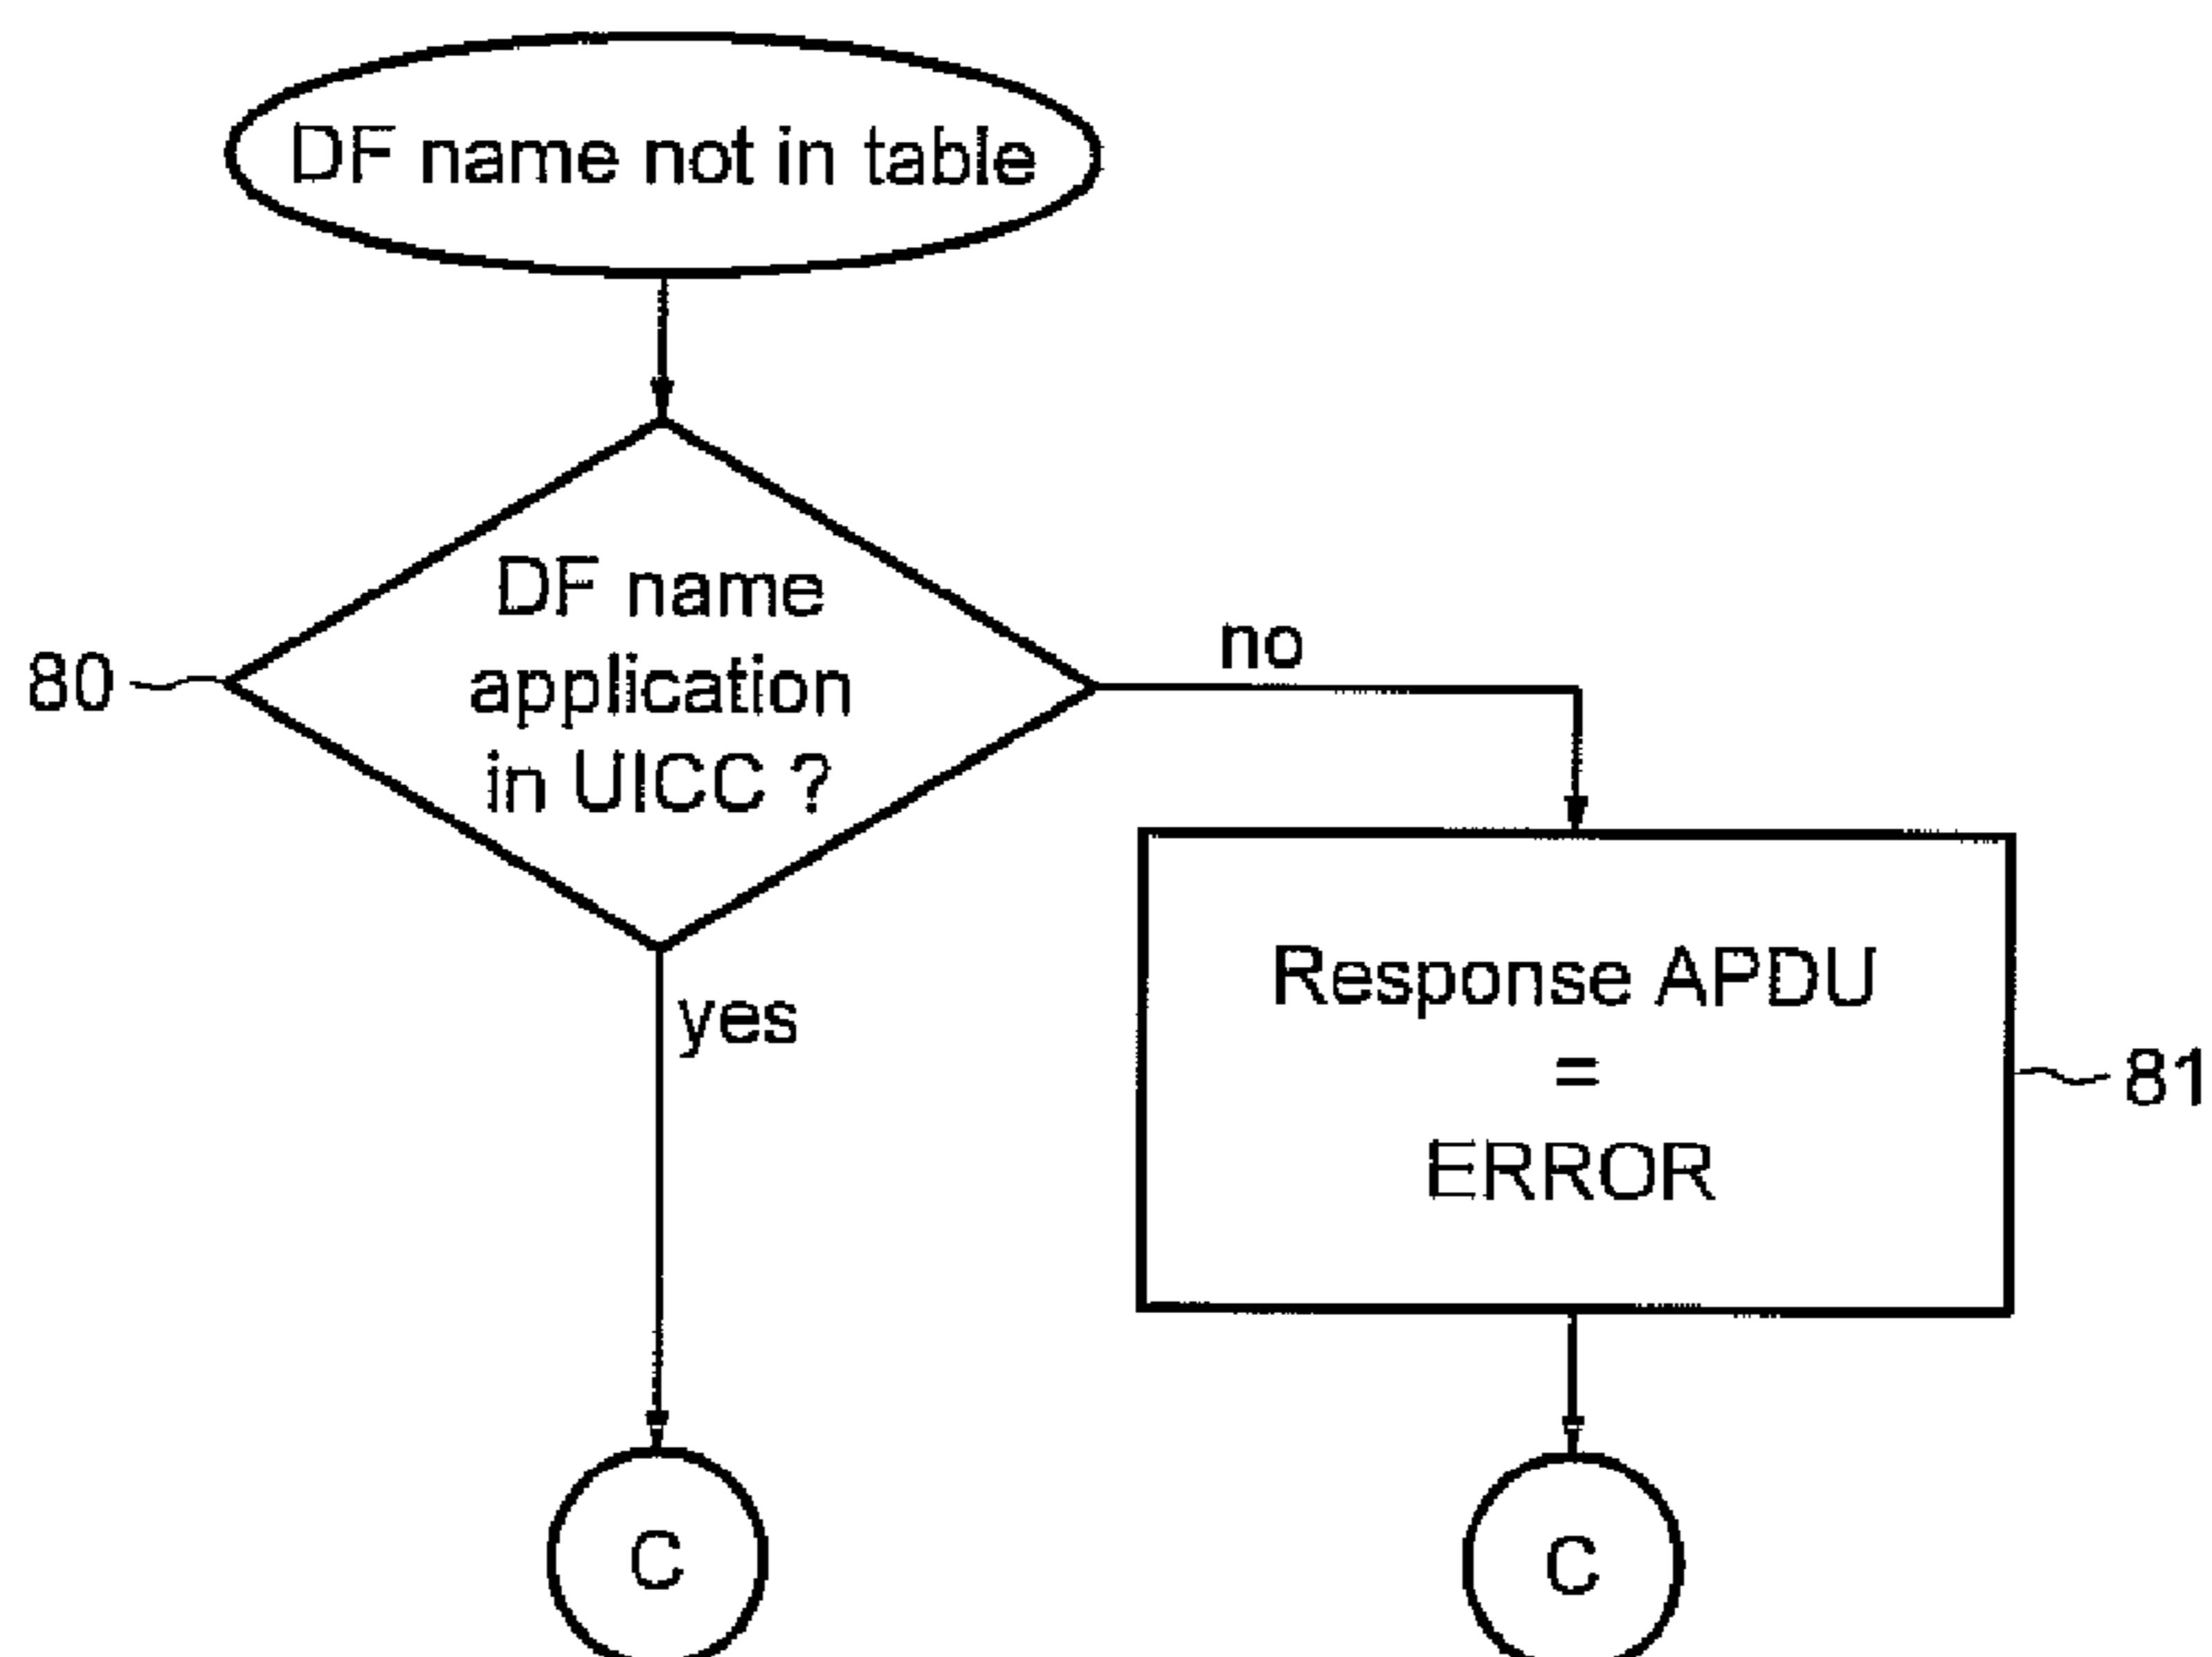 DF name not in table
DF name
application
in UICC ?
80
no
yes
Response APDU
=
ERROR
81
C
C